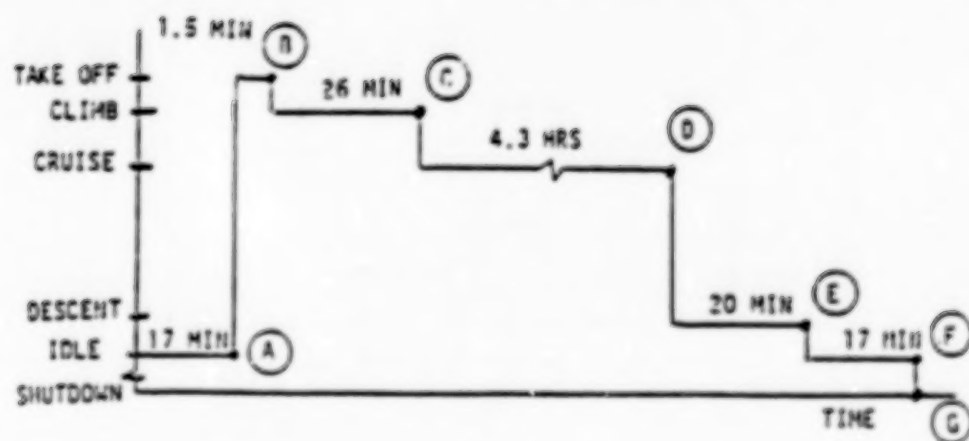 1.5 MIN
B
TAKE OFF
26 MIN
C
CLIMB
4.3 HRS
D
CRUISE
DESCENT
20 MIN
E
17 MIN
A
17 MIN
F
IDLE
SHUTDOWN
TIME
G